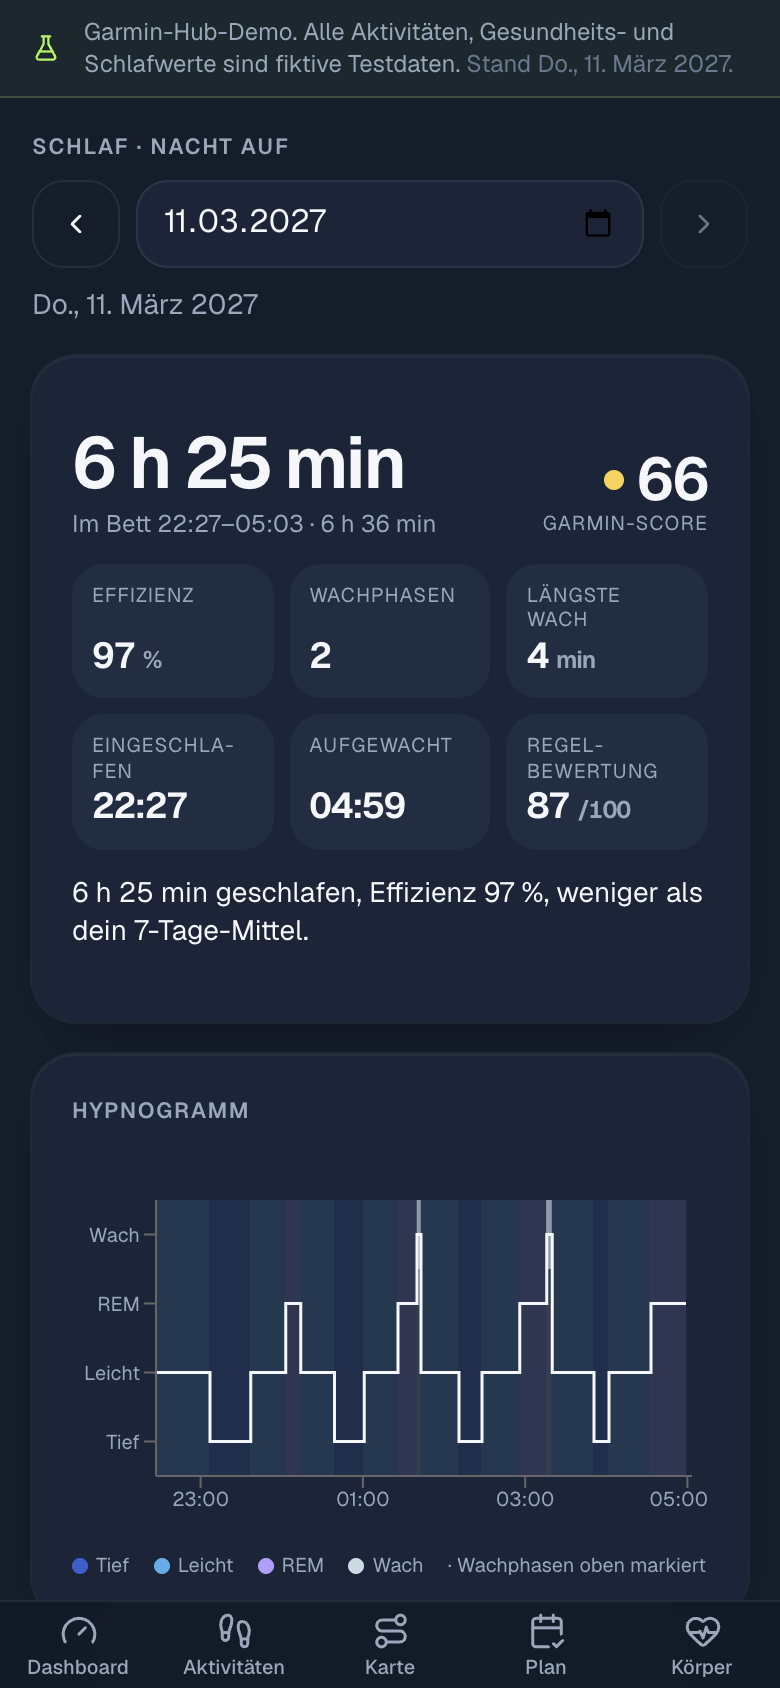 Garmin-Hub-Demo. Alle Aktivitäten, Gesundheits- und
Schlafwerte sind fiktive Testdaten. Stand Do., 11. März 2027.
SCHLAF · NACHT AUF
11.03.2027
Do., 11. März 2027
6 h 25 min
66
Im Bett 22:27–05:03 · 6 h 36 min
GARMIN-SCORE
EFFIZIENZ
97 %
WACHPHASEN
2
LÄNGSTE
WACH
4 min
EINGESCHLA-
FEN
22:27
AUFGEWACHT
04:59
REGEL-
BEWERTUNG
87 /100
6 h 25 min geschlafen, Effizienz 97 %, weniger als
dein 7-Tage-Mittel.
HYPNOGRAMM
Wach
REM
Leicht
Tief
23:00 01:00 03:00 05:00
Tief Leicht REM Wach · Wachphasen oben markiert
Dashboard Aktivitäten Karte Plan Körper